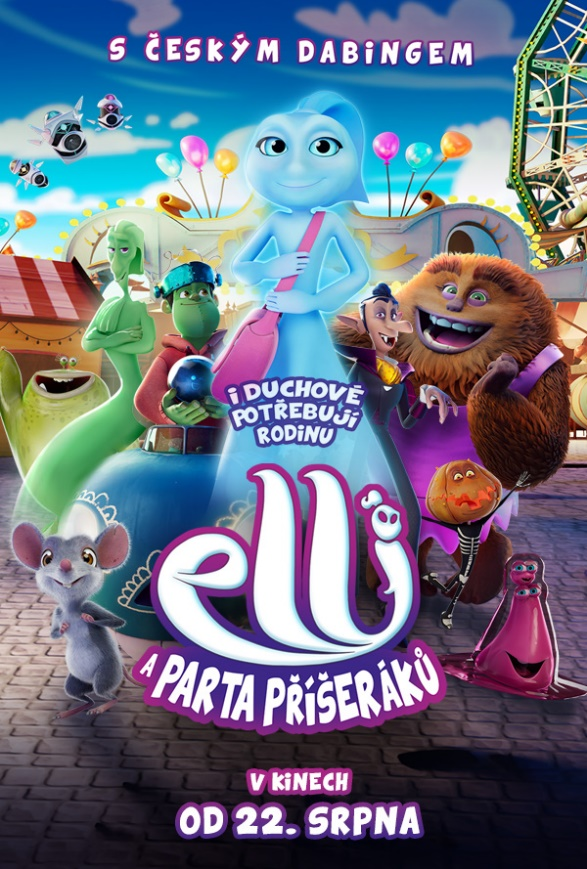 S ČESKÝM DABINGEM
I DUCHOVÉ
POTŘEBUJÍ
RODINU
elli
A PARTA PŘÍŠERÁKŮ
V KINECH
OD 22. SRPNA